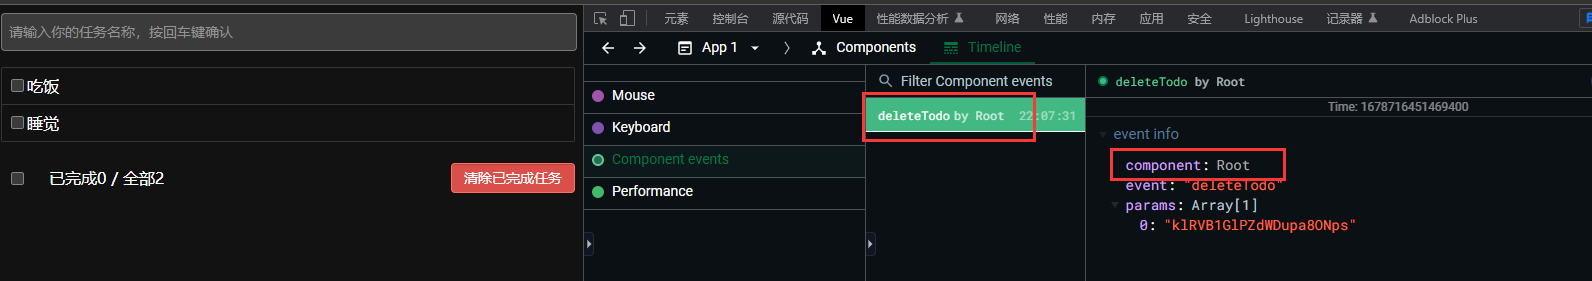 请输入你的任务名称，按回车键确认
吃饭
睡觉
已完成0 / 全部2
清除已完成任务
元素 控制台 源代码 Vue 性能数据分析 网络 性能 内存 应用 安全 Lighthouse 记录器 Adblock Plus
App 1 Components Timeline
Mouse
Keyboard
Component events
Performance
Filter Component events
deleteTodo by Root 22:07:31
deleteTodo by Root
Time: 1678716451469400
event info
component: Root
event: "deleteTodo"
params: Array[1]
0: "klRVB1GlPZdWDupa8ONps"